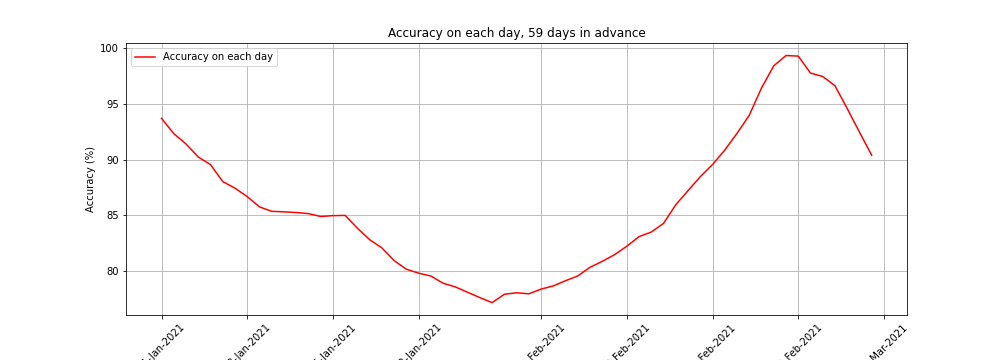 Accuracy on each day, 59 days in advance
Accuracy on each day
100
95
90
85
80
Accuracy (%)
-Jan-2021
-Jan-2021
-Jan-2021
-Jan-2021
Feb-2021
-Feb-2021
-Feb-2021
-Feb-2021
Mar-2021